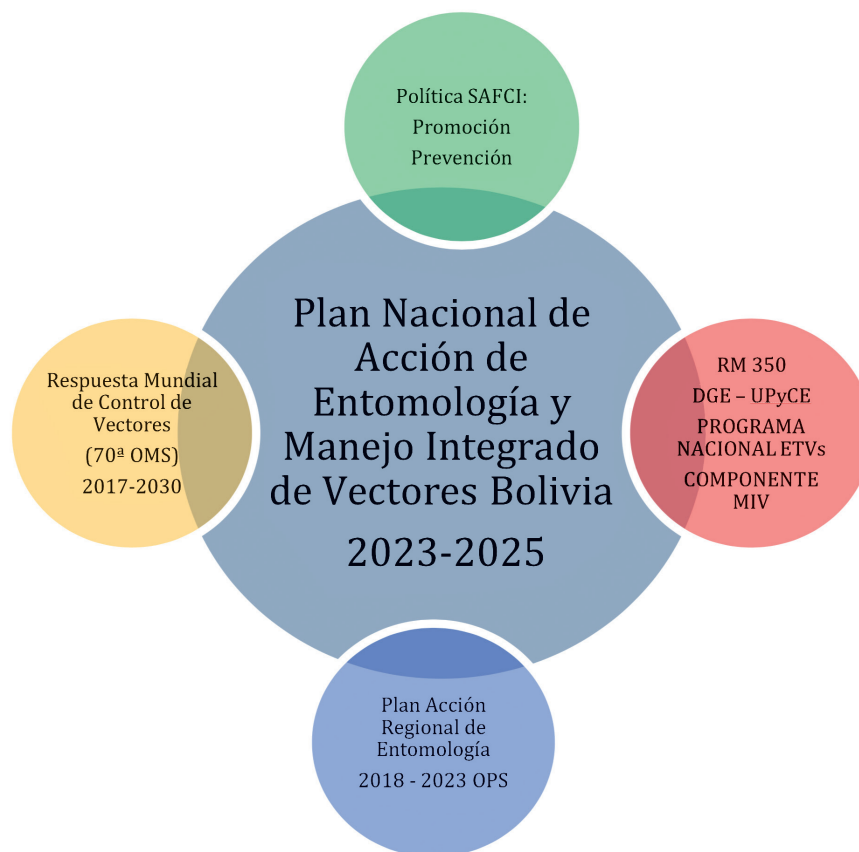 Política SAFCI:
Promoción
Prevención
Plan Nacional de
Acción de
Entomología y
Manejo Integrado
de Vectores Bolivia
2023-2025
Respuesta Mundial
de Control de
Vectores
(70ª OMS)
2017-2030
RM 350
DGE – UPyCE
PROGRAMA
NACIONAL ETVs
COMPONENTE
MIV
Plan Acción
Regional de
Entomología
2018 - 2023 OPS